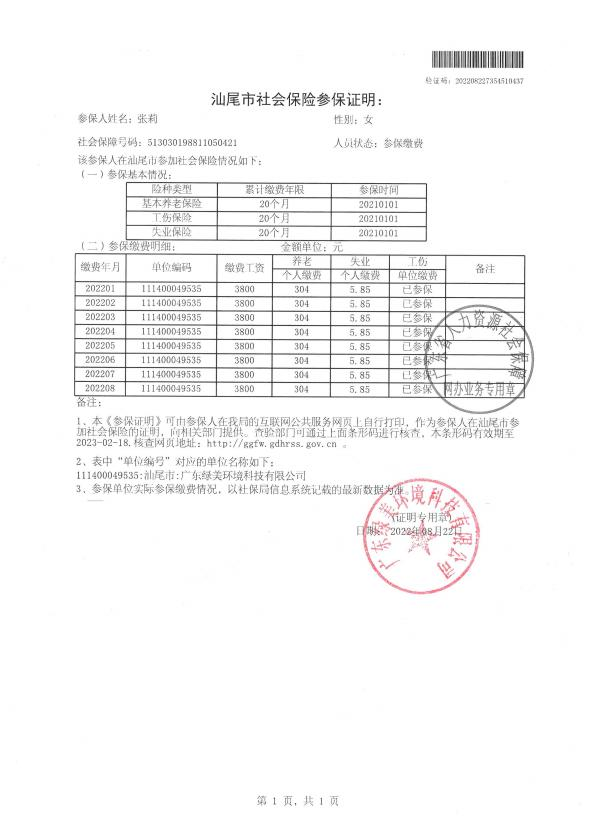 验证码：202208227354510437
汕尾市社会保险参保证明：
参保人姓名：张莉 性别：女
社会保障号码：513030198811050421 人员状态：参保缴费
该参保人在汕尾市参加社会保险情况如下：
（一）参保基本情况：
险种类型 累计缴费年限 参保时间
基本养老保险 20个月 20210101
工伤保险 20个月 20210101
失业保险 20个月 20210101
（二）参保缴费明细： 金额单位：元
缴费年月 单位编码 缴费工资 养老 失业 工伤 备注
个人缴费 个人缴费 单位缴费
202201 111400049535 3800 304 5.85 已参保
202202 111400049535 3800 304 5.85 已参保
202203 111400049535 3800 304 5.85 已参保
202204 111400049535 3800 304 5.85 已参保
202205 111400049535 3800 304 5.85 已参保
202206 111400049535 3800 304 5.85 已参保
202207 111400049535 3800 304 5.85 已参保
202208 111400049535 3800 304 5.85 已参保
广东省人力资源社会保障
网办业务专用章
备注：
1、本《参保证明》可由参保人在我局的互联网公共服务网页上自行打印，作为参保人在汕尾市参
加社会保险的证明，向相关部门提供。查验部门可通过上面条形码进行核查，本条形码有效期至
2023-02-18.核查网页地址：http://ggfw.gdhrss.gov.cn 。
2、表中“单位编号”对应的单位名称如下：
111400049535:汕尾市:广东绿美环境科技有限公司
3、参保单位实际参保缴费情况，以社保局信息系统记载的最新数据为准。
（证明专用章）
日期：2022年08月22日
广东绿美环境科技有限公司
第 1 页，共 1 页